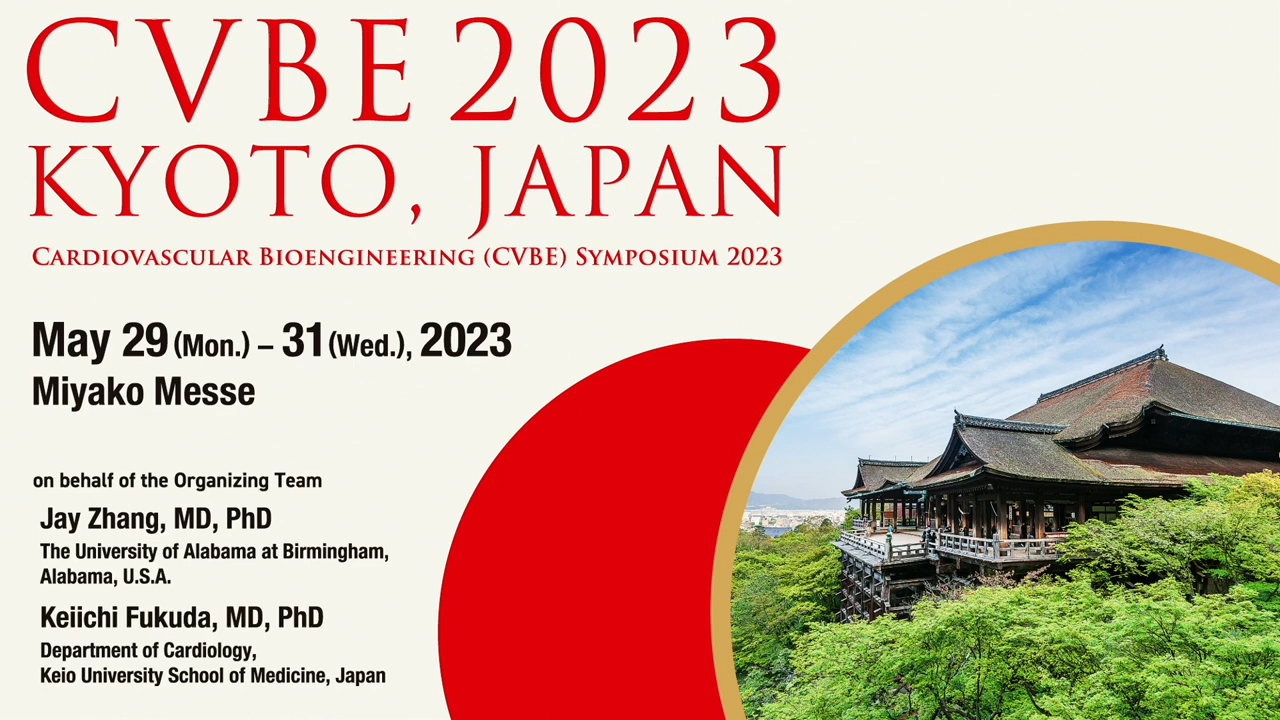 CVBE 2023
KYOTO, JAPAN
CARDIOVASCULAR BIOENGINEERING (CVBE) SYMPOSIUM 2023
May 29 (Mon.) – 31 (Wed.), 2023
Miyako Messe
on behalf of the Organizing Team
Jay Zhang, MD, PhD
The University of Alabama at Birmingham,
Alabama, U.S.A.
Keiichi Fukuda, MD, PhD
Department of Cardiology,
Keio University School of Medicine, Japan